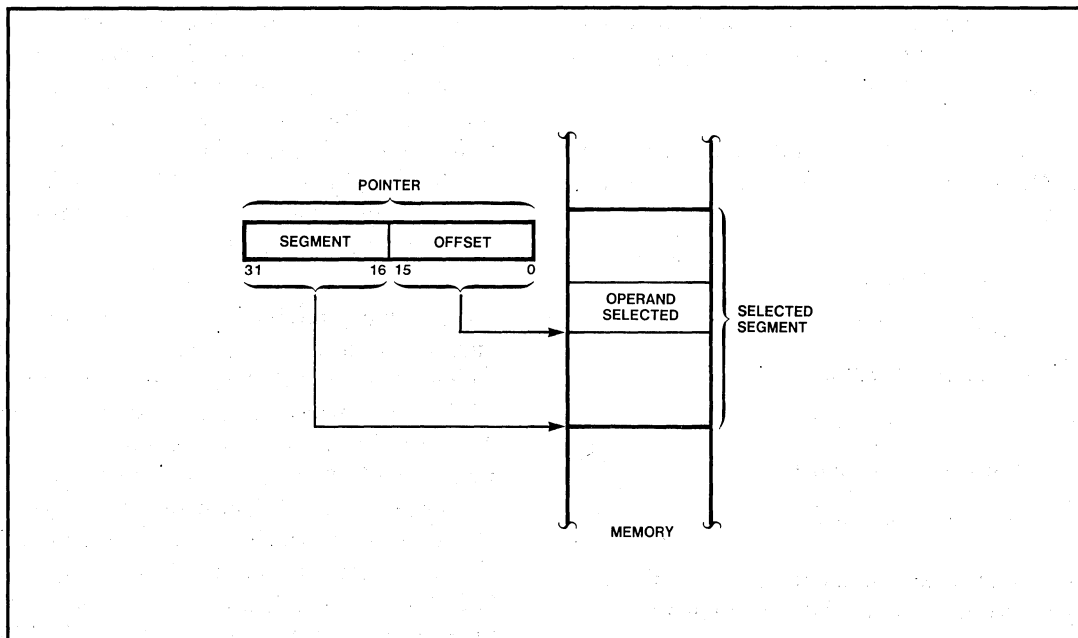 POINTER
SEGMENT OFFSET
31 16 15 0
OPERAND
SELECTED
SELECTED
SEGMENT
MEMORY